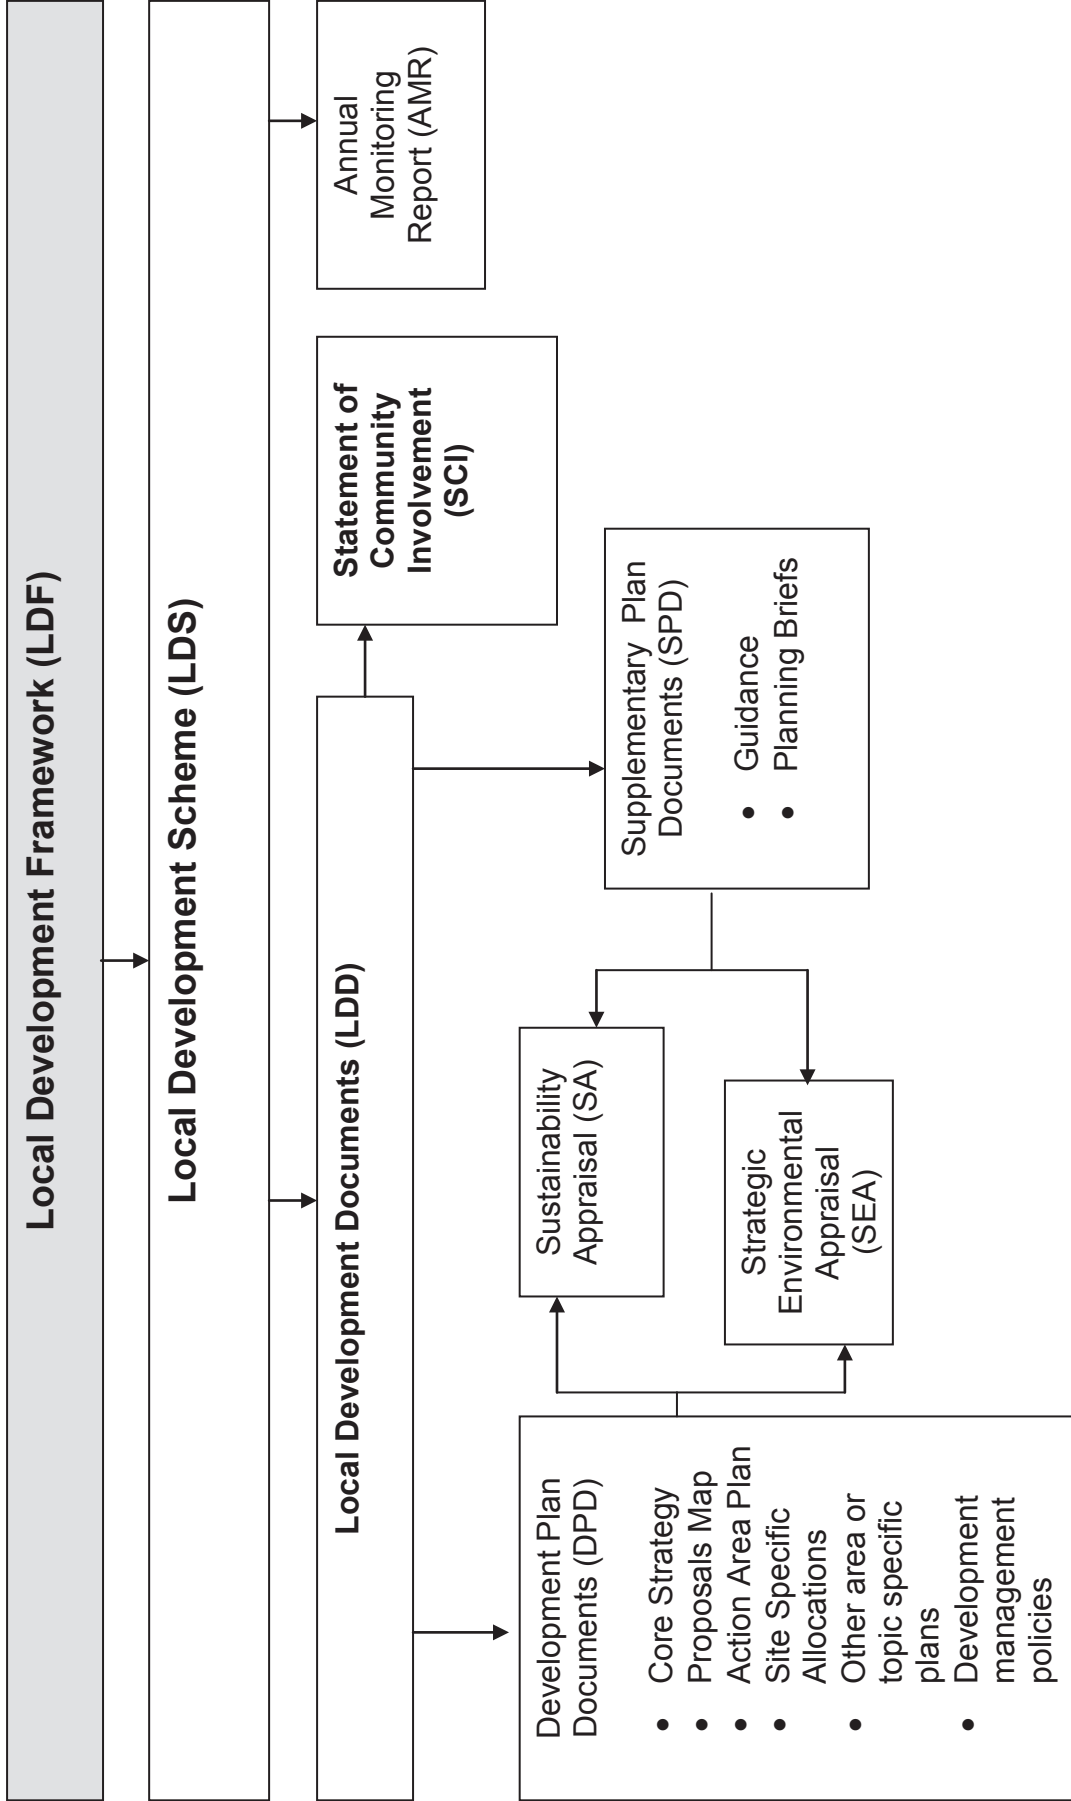 Local Development Framework (LDF)
Local Development Scheme (LDS)
Local Development Documents (LDD)
Statement of
Community
Involvement
(SCI)
Annual
Monitoring
Report (AMR)
Development Plan
Documents (DPD)
• Core Strategy
• Proposals Map
• Action Area Plan
• Site Specific
Allocations
• Other area or
topic specific
plans
• Development
management
policies
Sustainability
Appraisal (SA)
Strategic
Environmental
Appraisal
(SEA)
Supplementary Plan
Documents (SPD)
• Guidance
• Planning Briefs